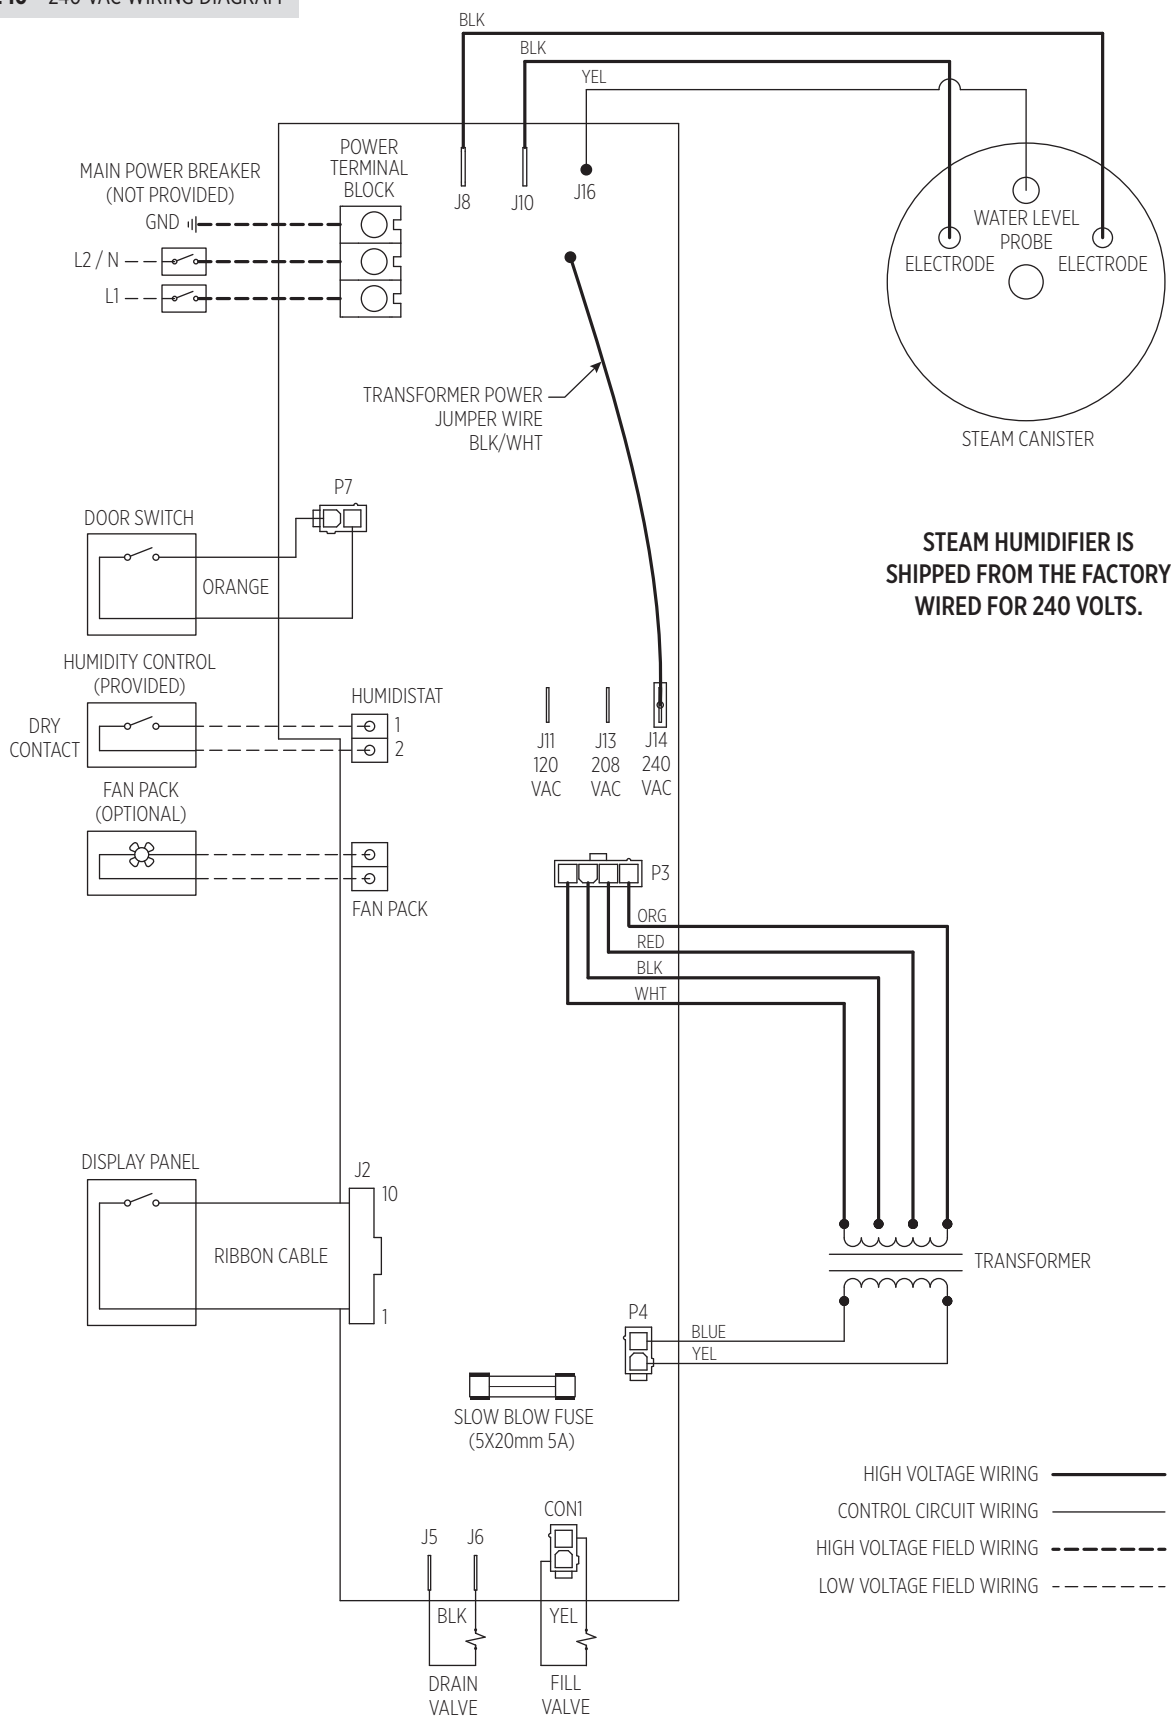 240 VAC WIRING DIAGRAM
BLK
BLK
YEL
POWER
TERMINAL
BLOCK
MAIN POWER BREAKER
(NOT PROVIDED)
GND
L2 / N
L1
J8
J10
J16
WATER LEVEL
PROBE
ELECTRODE
ELECTRODE
STEAM CANISTER
TRANSFORMER POWER
JUMPER WIRE
BLK/WHT
P7
DOOR SWITCH
ORANGE
STEAM HUMIDIFIER IS
SHIPPED FROM THE FACTORY
WIRED FOR 240 VOLTS.
HUMIDITY CONTROL
(PROVIDED)
DRY
CONTACT
HUMIDISTAT
1
2
J11
120
VAC
J13
208
VAC
J14
240
VAC
FAN PACK
(OPTIONAL)
FAN PACK
P3
ORG
RED
BLK
WHT
DISPLAY PANEL
J2
10
RIBBON CABLE
1
TRANSFORMER
P4
BLUE
YEL
SLOW BLOW FUSE
(5X20mm 5A)
HIGH VOLTAGE WIRING
CONTROL CIRCUIT WIRING
HIGH VOLTAGE FIELD WIRING
LOW VOLTAGE FIELD WIRING
J5
J6
CON1
BLK
YEL
DRAIN
VALVE
FILL
VALVE